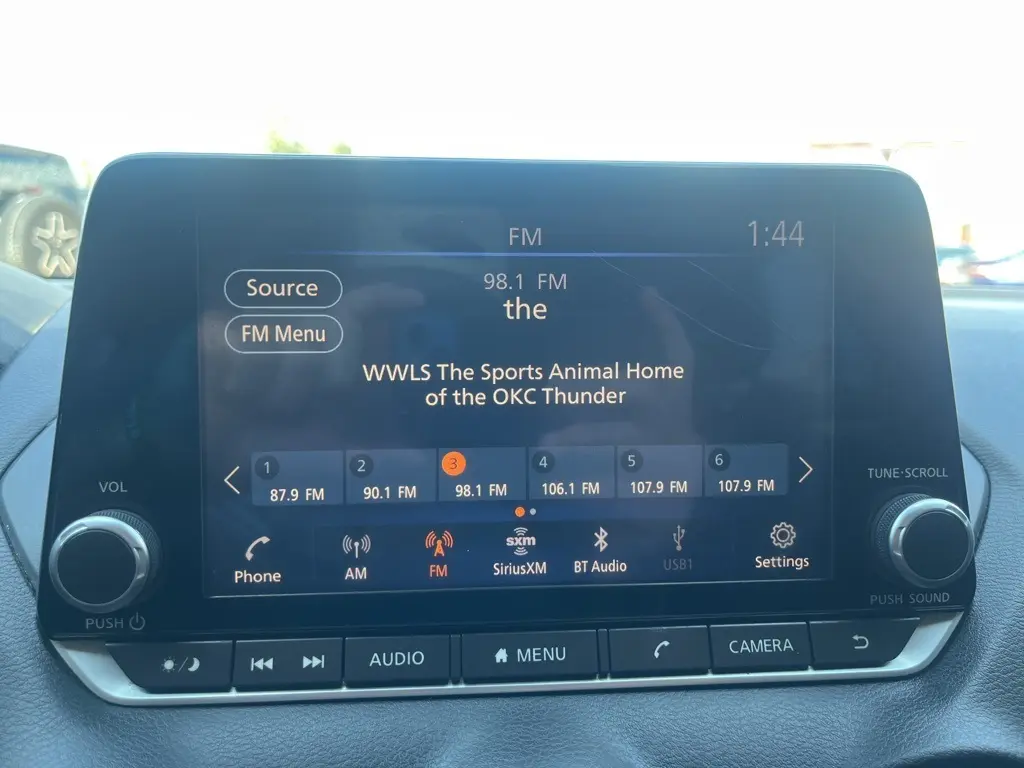 FM
1:44
Source
98.1 FM
the
FM Menu
WWLS The Sports Animal Home
of the OKC Thunder
1 2 3 4 5 6
87.9 FM 90.1 FM 98.1 FM 106.1 FM 107.9 FM 107.9 FM
VOL
TUNE·SCROLL
sxm
Phone AM FM SiriusXM BT Audio USB1 Settings
PUSH
PUSH SOUND
AUDIO MENU CAMERA